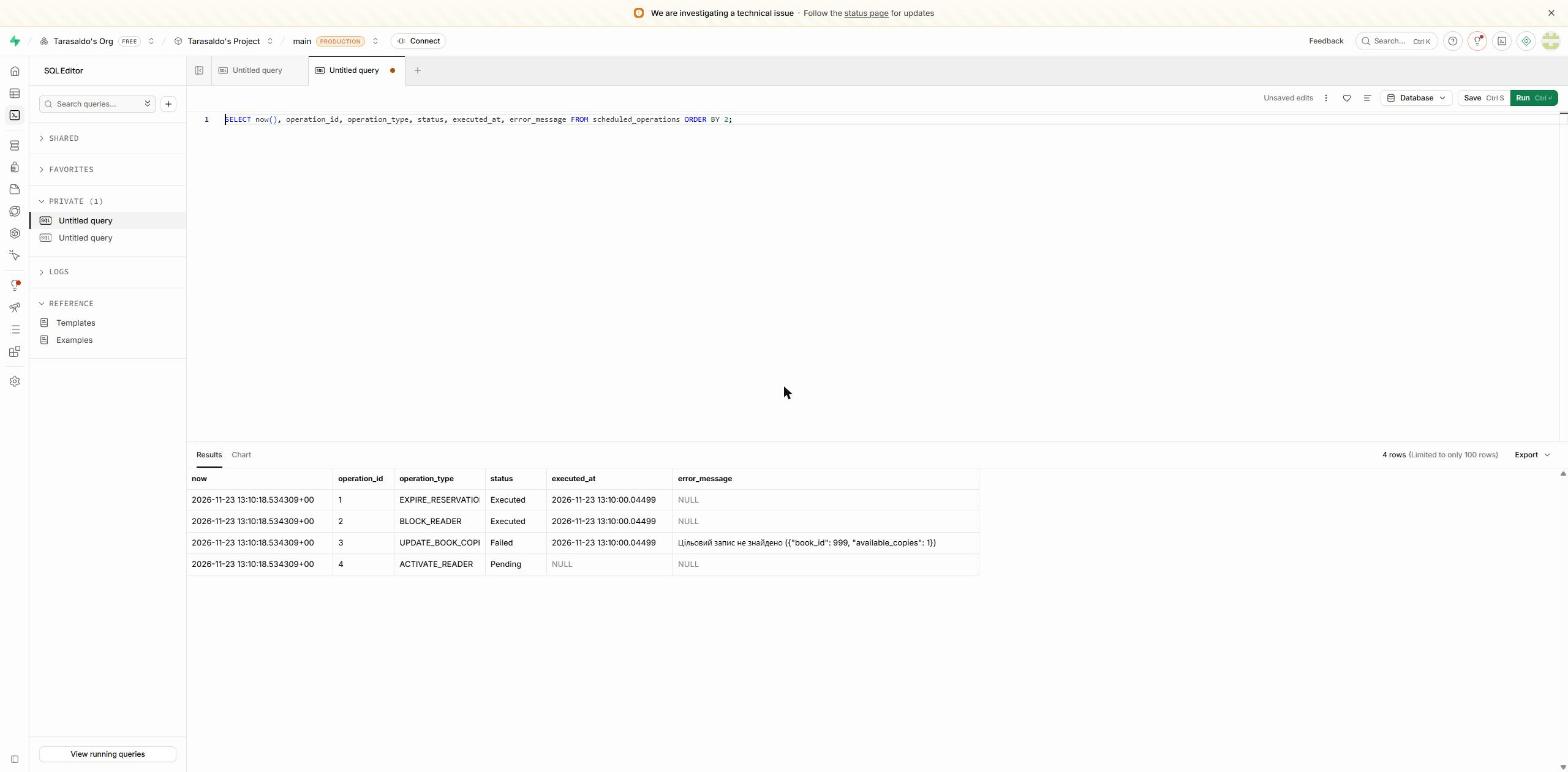 We are investigating a technical issue · Follow the status page for updates
Tarasaldo's Org FREE / Tarasaldo's Project / main PRODUCTION Connect
Feedback Search... Ctrl K
SQL Editor
Untitled query
Untitled query
Search queries...
Unsaved edits Database Save Ctrl S Run Ctrl ↵
1 SELECT now(), operation_id, operation_type, status, executed_at, error_message FROM scheduled_operations ORDER BY 2;
SHARED
FAVORITES
PRIVATE (1)
SQL Untitled query
SQL Untitled query
LOGS
REFERENCE
Templates
Examples
View running queries
Results Chart 4 rows (Limited to only 100 rows) Export
now operation_id operation_type status executed_at error_message
2026-11-23 13:10:18.534309+00 1 EXPIRE_RESERVATIO Executed 2026-11-23 13:10:00.04499 NULL
2026-11-23 13:10:18.534309+00 2 BLOCK_READER Executed 2026-11-23 13:10:00.04499 NULL
2026-11-23 13:10:18.534309+00 3 UPDATE_BOOK_COPI Failed 2026-11-23 13:10:00.04499 Цільовий запис не знайдено ({"book_id": 999, "available_copies": 1})
2026-11-23 13:10:18.534309+00 4 ACTIVATE_READER Pending NULL NULL